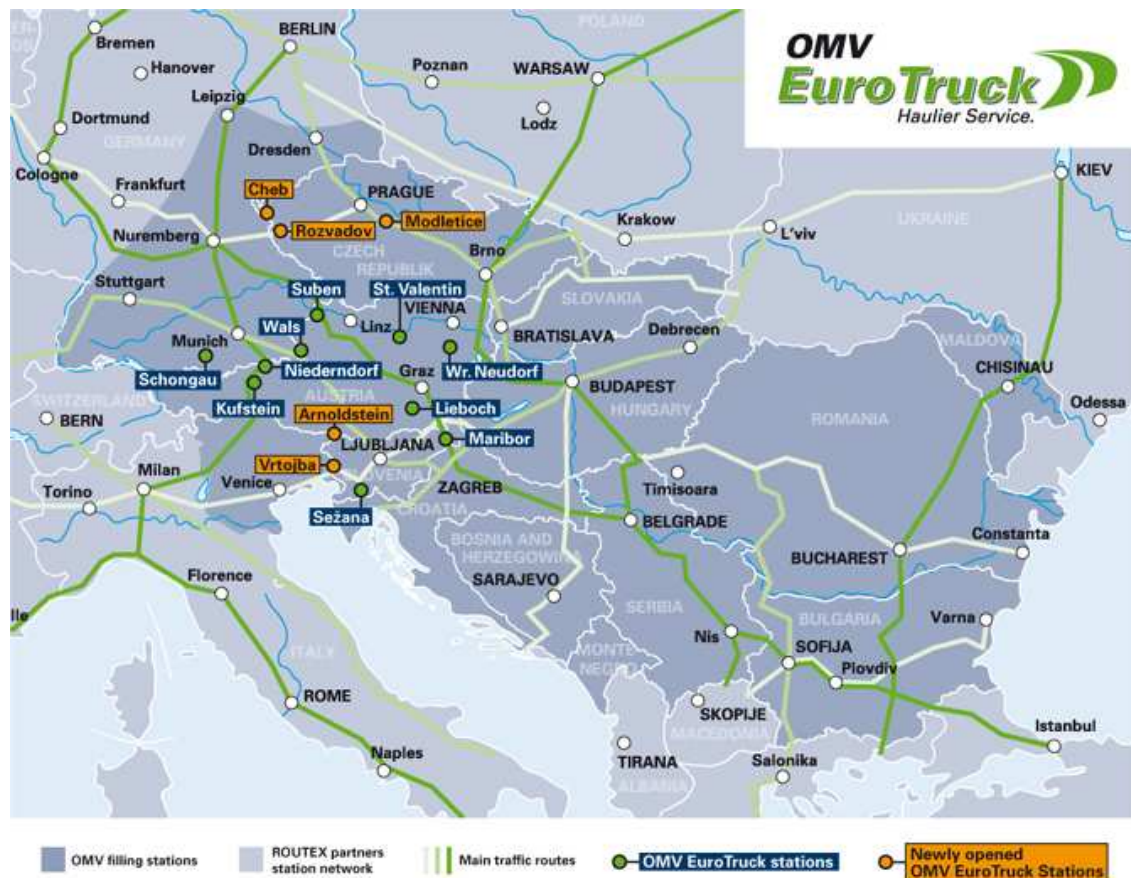 OMV
EuroTruck
Haulier Service.
POLAND
Bremen
BERLIN
Hanover
Poznan
WARSAW
Leipzig
Lodz
Dortmund
GERMANY
Dresden
Cologne
Frankfurt
Cheb
PRAGUE
KIEV
Rozvadov
Modletice
Krakow
UKRAINE
L'viv
Nuremberg
CZECH
REPUBLIK
Brno
Stuttgart
Suben
St. Valentin
SLOVAKIA
VIENNA
Wals
Linz
BRATISLAVA
Debrecen
MALDOVA
Munich
Niederndorf
Wr. Neudorf
CHISINAU
Schongau
Graz
BUDAPEST
SWITZERLAND
AUSTRIA
HUNGARY
ROMANIA
Odessa
BERN
Kufstein
Arnoldstein
Lieboch
LJUBLJANA
Maribor
Milan
Vrtojba
SLOVENIA
Torino
Venice
ZAGREB
Timisoara
CROATIA
Sežana
BELGRADE
Constanta
BOSNIA AND
HERZEGOWINA
BUCHAREST
Florence
SARAJEVO
lle
SERBIA
BULGARIA
Varna
Nis
SOFIJA
ITALY
MONTE-
NEGRO
Plovdiv
ROME
SKOPIJE
MACEDONIA
Istanbul
Naples
TIRANA
Salonika
ALBANIA
OMV filling stations
ROUTEX partners
station network
Main traffic routes
OMV EuroTruck stations
Newly opened
OMV EuroTruck Stations